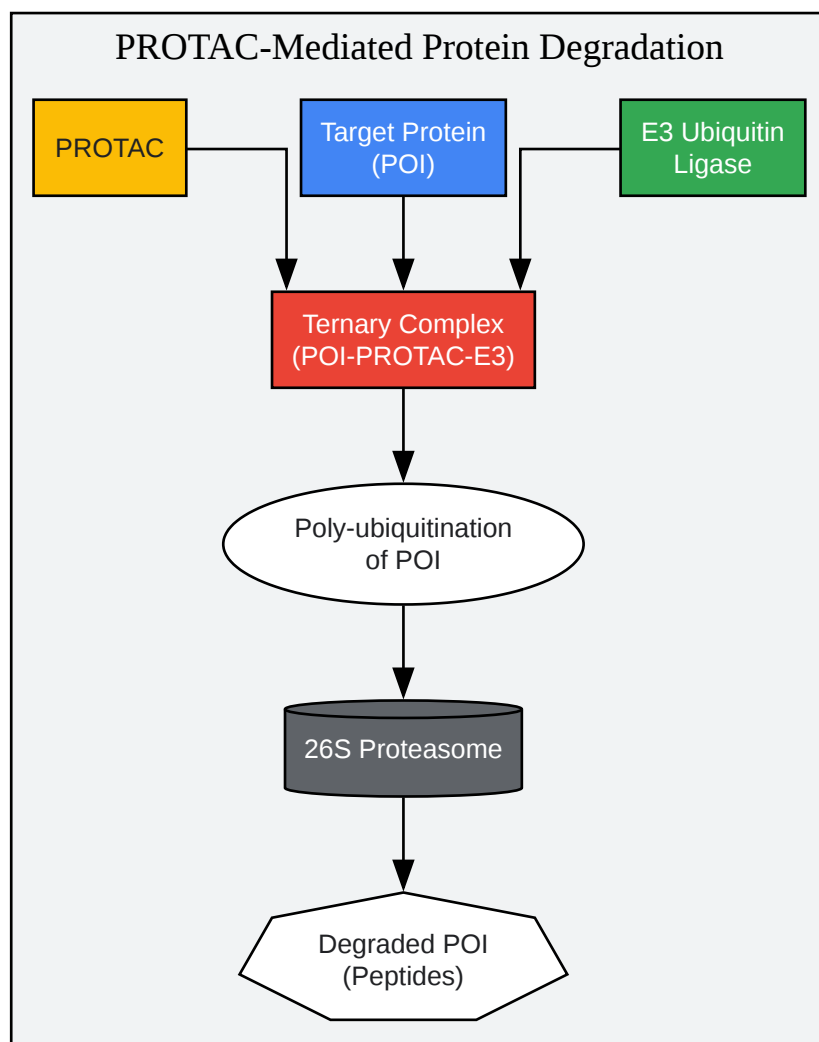 PROTAC-Mediated Protein Degradation
PROTAC
Target Protein
(POI)
E3 Ubiquitin
Ligase
Ternary Complex
(POI-PROTAC-E3)
Poly-ubiquitination
of POI
26S Proteasome
Degraded POI
(Peptides)